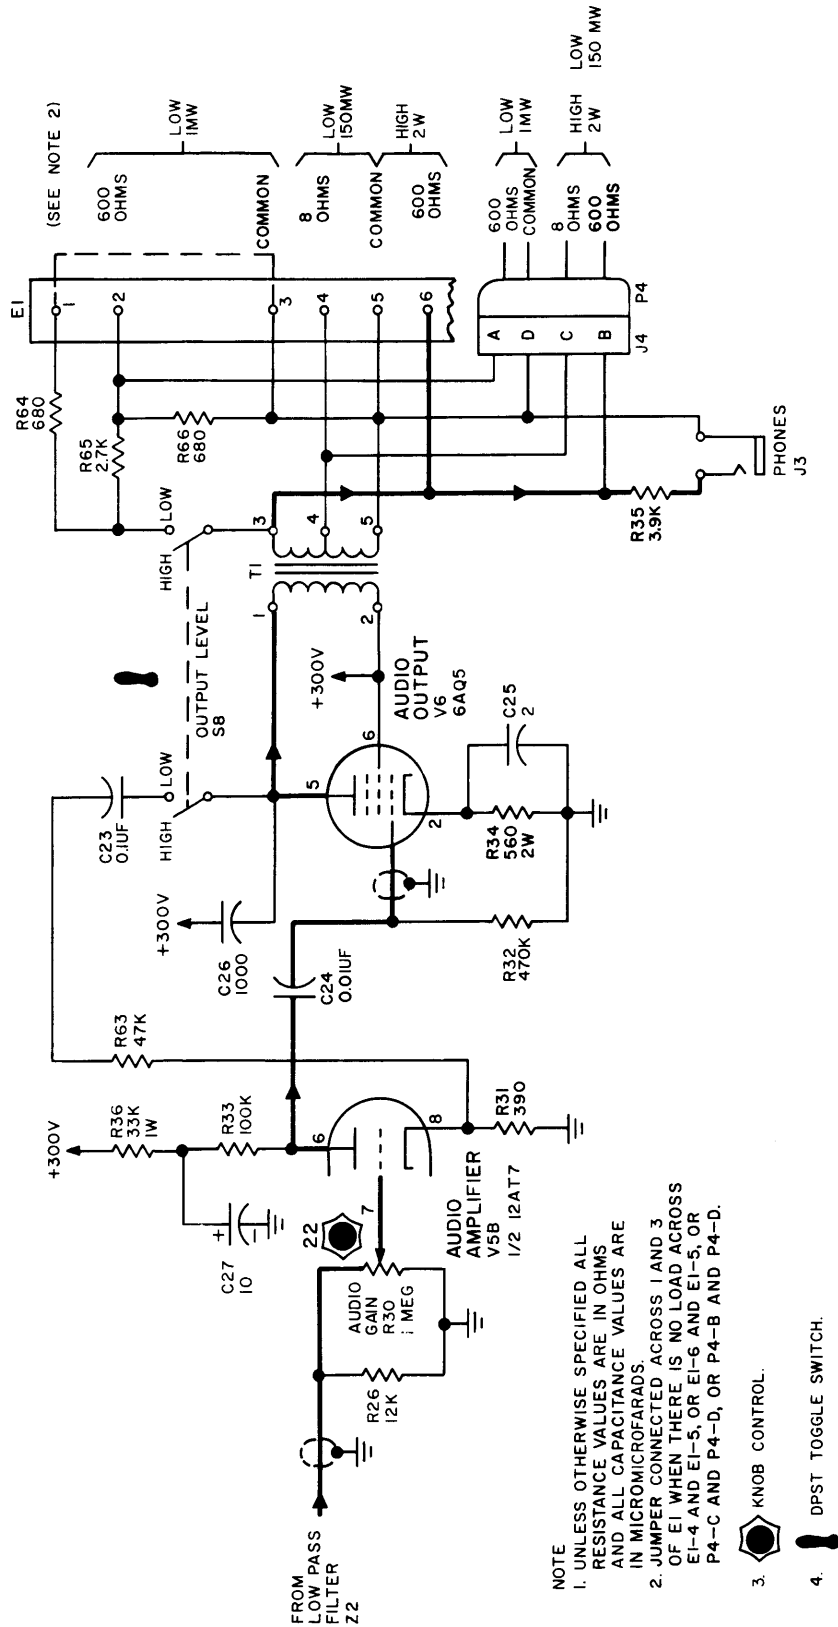 FROM
LOW PASS
FILTER
Z2
R26
12K
AUDIO
GAIN
R30
1 MEG
22
7
C27
10
+
-
+300V
R36
33K
1W
R33
100K
6
8
AUDIO
AMPLIFIER
V5B
1/2 12AT7
R31
390
R63
47K
C24
0.01UF
+300V
C26
1000
R32
470K
C23
0.1UF
HIGH
LOW
OUTPUT LEVEL
S8
HIGH
LOW
5
6
2
AUDIO
OUTPUT
V6
6AQ5
+300V
R34
560
2W
C25
2
T1
1
2
3
4
5
R64
680
R65
2.7K
R66
680
R35
3.9K
PHONES
J3
E1
1
2
3
4
5
6
(SEE NOTE 2)
600
OHMS
COMMON
LOW
1MW
8
OHMS
COMMON
LOW
150MW
600
OHMS
HIGH
2W
J4
P4
A
D
C
B
600
OHMS
COMMON
LOW
1MW
8
OHMS
600
OHMS
HIGH
2W
LOW
150 MW
NOTE
1. UNLESS OTHERWISE SPECIFIED ALL
RESISTANCE VALUES ARE IN OHMS
AND ALL CAPACITANCE VALUES ARE
IN MICROMICROFARADS.
2. JUMPER CONNECTED ACROSS 1 AND 3
OF E1 WHEN THERE IS NO LOAD ACROSS
E1-4 AND E1-5, OR E1-6 AND E1-5, OR
P4-C AND P4-D, OR P4-B AND P4-D.
3. KNOB CONTROL.
4. DPST TOGGLE SWITCH.